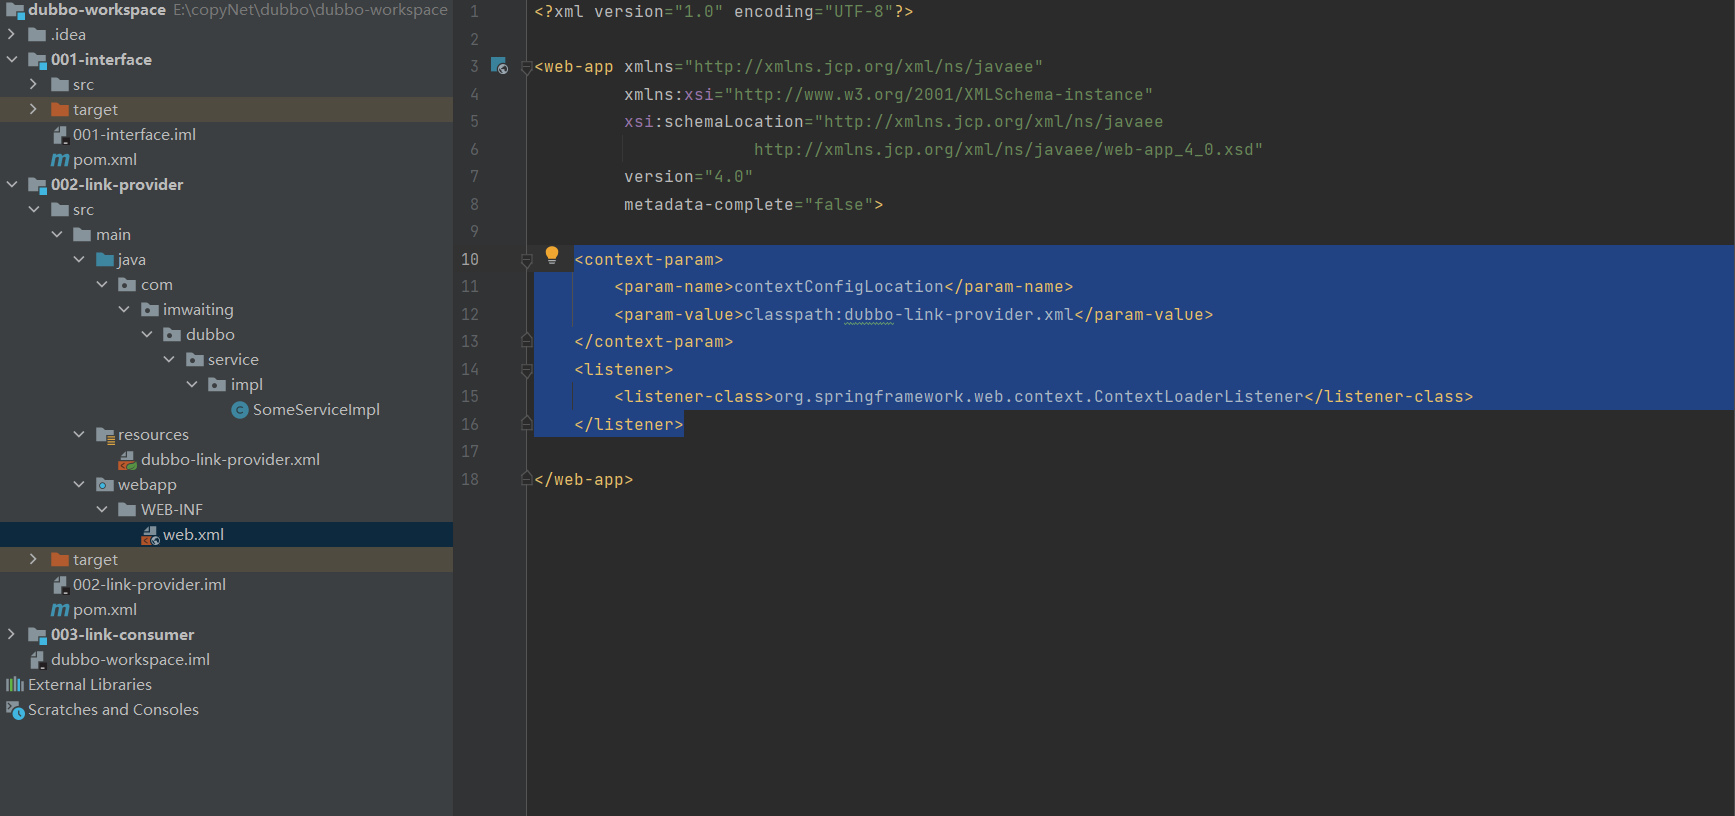 dubbo-workspace E:\copyNet\dubbo\dubbo-workspace
.idea
001-interface
src
target
001-interface.iml
pom.xml
002-link-provider
src
main
java
com
imwaiting
dubbo
service
impl
SomeServiceImpl
resources
dubbo-link-provider.xml
webapp
WEB-INF
web.xml
target
002-link-provider.iml
pom.xml
003-link-consumer
dubbo-workspace.iml
External Libraries
Scratches and Consoles
1 <?xml version="1.0" encoding="UTF-8"?>
2
3 <web-app xmlns="http://xmlns.jcp.org/xml/ns/javaee"
4 xmlns:xsi="http://www.w3.org/2001/XMLSchema-instance"
5 xsi:schemaLocation="http://xmlns.jcp.org/xml/ns/javaee
6 http://xmlns.jcp.org/xml/ns/javaee/web-app_4_0.xsd"
7 version="4.0"
8 metadata-complete="false">
9
10 <context-param>
11 <param-name>contextConfigLocation</param-name>
12 <param-value>classpath:dubbo-link-provider.xml</param-value>
13 </context-param>
14 <listener>
15 <listener-class>org.springframework.web.context.ContextLoaderListener</listener-class>
16 </listener>
17
18 </web-app>